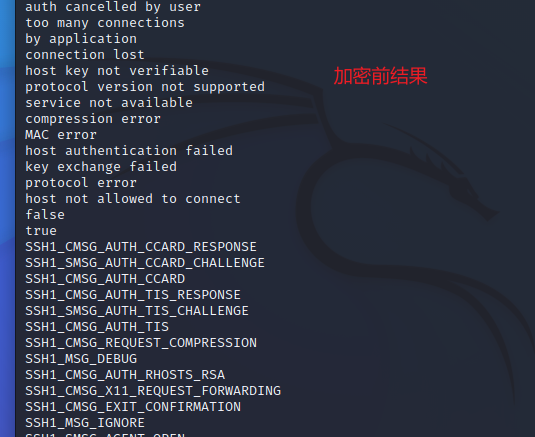 auth cancelled by user
too many connections
by application
connection lost
host key not verifiable
加密前结果
protocol version not supported
service not available
compression error
MAC error
host authentication failed
key exchange failed
protocol error
host not allowed to connect
false
true
SSH1_CMSG_AUTH_CCARD_RESPONSE
SSH1_SMSG_AUTH_CCARD_CHALLENGE
SSH1_CMSG_AUTH_CCARD
SSH1_CMSG_AUTH_TIS_RESPONSE
SSH1_SMSG_AUTH_TIS_CHALLENGE
SSH1_CMSG_AUTH_TIS
SSH1_CMSG_REQUEST_COMPRESSION
SSH1_MSG_DEBUG
SSH1_CMSG_AUTH_RHOSTS_RSA
SSH1_CMSG_X11_REQUEST_FORWARDING
SSH1_CMSG_EXIT_CONFIRMATION
SSH1_MSG_IGNORE
SSH1_SMSG_AGENT_OPEN